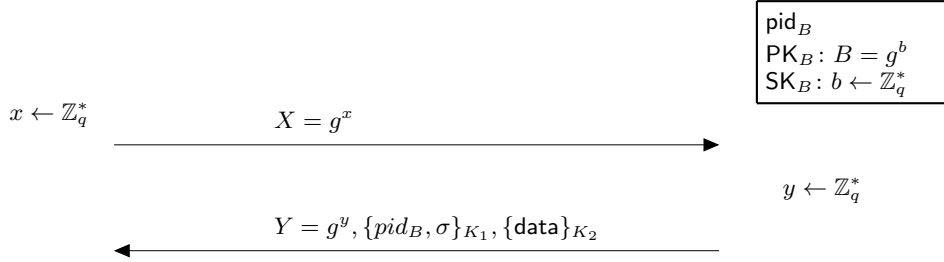 pid_B
PK_B: B = g^b
SK_B: b ← ℤ_q^*
x ← ℤ_q^*
X = g^x
y ← ℤ_q^*
Y = g^y, {pid_B, σ}_{K_1}, {data}_{K_2}